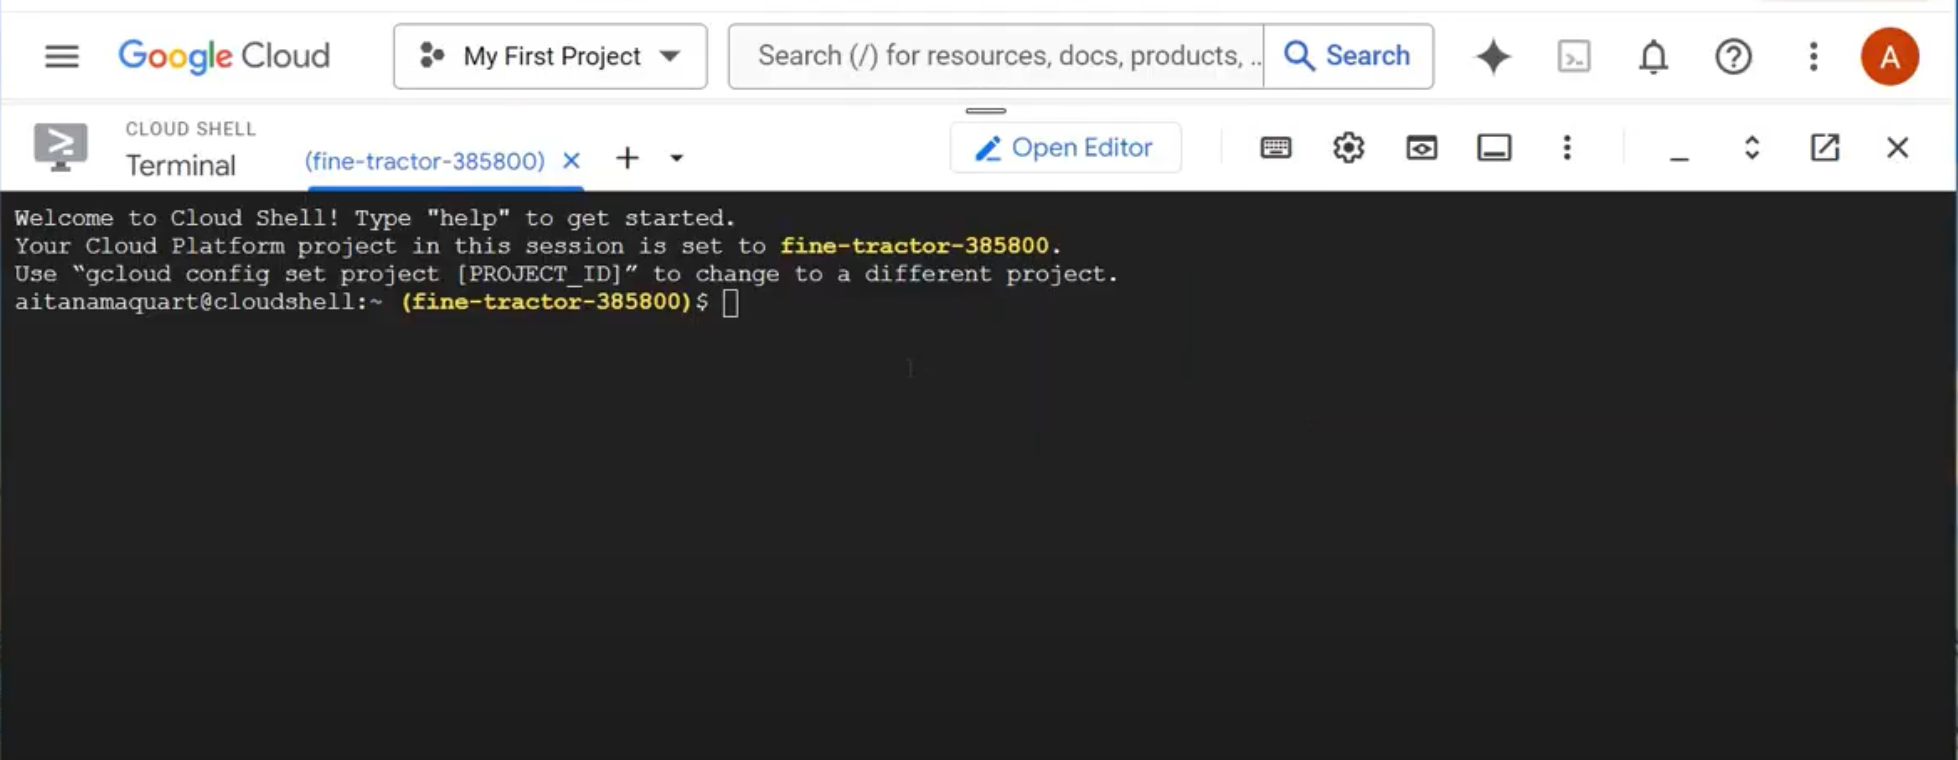 Google Cloud
My First Project
Search (/) for resources, docs, products, ..
Search
A
CLOUD SHELL
Terminal
(fine-tractor-385800)
Open Editor
Welcome to Cloud Shell! Type "help" to get started.
Your Cloud Platform project in this session is set to fine-tractor-385800.
Use “gcloud config set project [PROJECT_ID]” to change to a different project.
aitanamaquart@cloudshell:~ (fine-tractor-385800)$